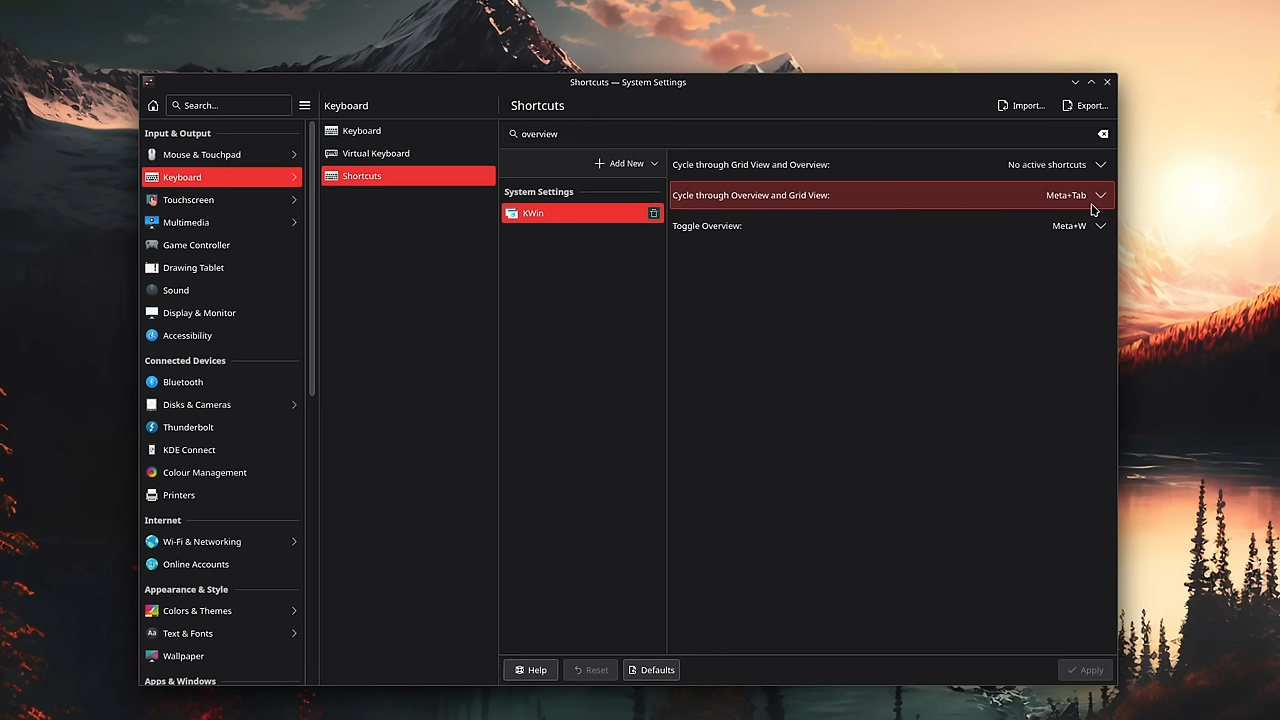 Shortcuts — System Settings
Search...
Keyboard
Shortcuts
Import...
Export...
Input & Output
Mouse & Touchpad
Keyboard
Touchscreen
Multimedia
Game Controller
Drawing Tablet
Sound
Display & Monitor
Accessibility
Connected Devices
Bluetooth
Disks & Cameras
Thunderbolt
KDE Connect
Colour Management
Printers
Internet
Wi-Fi & Networking
Online Accounts
Appearance & Style
Colors & Themes
Aa
Text & Fonts
Wallpaper
Apps & Windows
Keyboard
Virtual Keyboard
Shortcuts
overview
Add New
System Settings
KWin
Cycle through Grid View and Overview: No active shortcuts
Cycle through Overview and Grid View: Meta+Tab
Toggle Overview: Meta+W
Help
Reset
Defaults
Apply